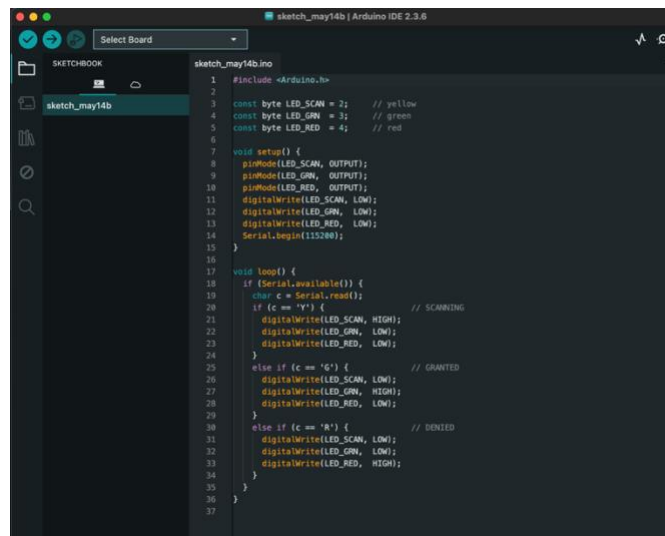 sketch_may14b | Arduino IDE 2.3.6
Select Board
SKETCHBOOK
sketch_may14b
sketch_may14b.ino
1 #include <Arduino.h>
2
3 const byte LED_SCAN = 2; // yellow
4 const byte LED_GRN = 3; // green
5 const byte LED_RED = 4; // red
6
7 void setup() {
8 pinMode(LED_SCAN, OUTPUT);
9 pinMode(LED_GRN, OUTPUT);
10 pinMode(LED_RED, OUTPUT);
11 digitalWrite(LED_SCAN, LOW);
12 digitalWrite(LED_GRN, LOW);
13 digitalWrite(LED_RED, LOW);
14 Serial.begin(115200);
15 }
16
17 void loop() {
18 if (Serial.available()) {
19 char c = Serial.read();
20 if (c == 'Y') { // SCANNING
21 digitalWrite(LED_SCAN, HIGH);
22 digitalWrite(LED_GRN, LOW);
23 digitalWrite(LED_RED, LOW);
24 }
25 else if (c == 'G') { // GRANTED
26 digitalWrite(LED_SCAN, LOW);
27 digitalWrite(LED_GRN, HIGH);
28 digitalWrite(LED_RED, LOW);
29 }
30 else if (c == 'R') { // DENIED
31 digitalWrite(LED_SCAN, LOW);
32 digitalWrite(LED_GRN, LOW);
33 digitalWrite(LED_RED, HIGH);
34 }
35 }
36 }
37